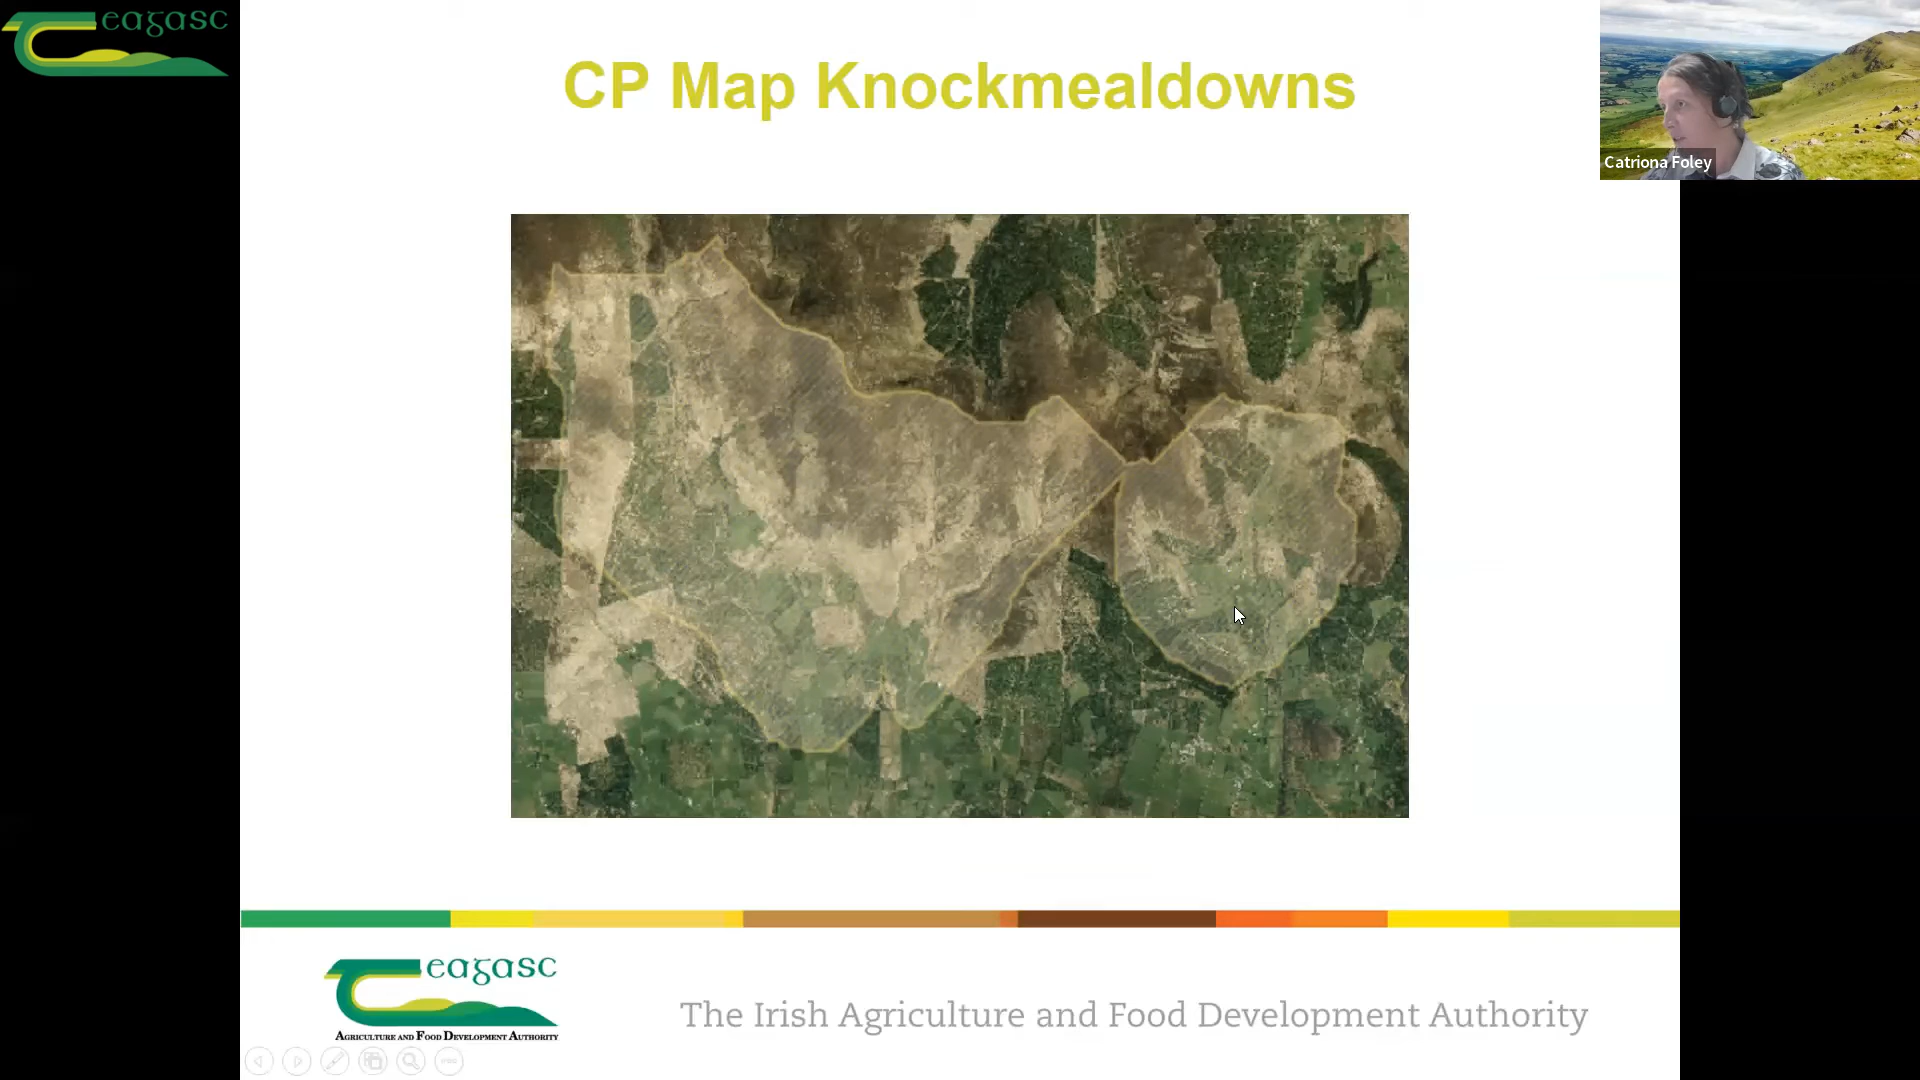 Teagasc
CP Map Knockmealdowns
Catriona Foley
Teagasc
AGRICULTURE AND FOOD DEVELOPMENT AUTHORITY
The Irish Agriculture and Food Development Authority